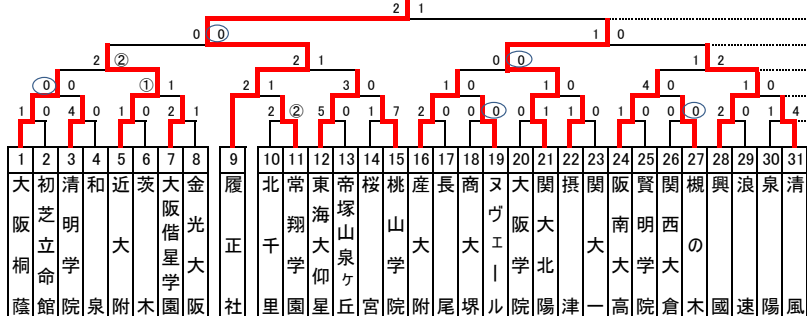 2 1
0 ⓪ 1 0
2 ② 2 1 0 ⓪ 1 2
⓪ 0 ① 1 2 1 3 0 1 0 1 0 4 0 1 0
1 0 4 0 1 0 2 1 2 ② 5 0 1 7 2 0 0 ⓪ 0 1 1 0 1 0 0 ⓪ 2 0 1 4
1 2 3 4 5 6 7 8 9 10 11 12 13 14 15 16 17 18 19 20 21 22 23 24 25 26 27 28 29 30 31
大阪桐蔭
初芝立命館
清明学院
和泉
近大附
茨木
大阪偕星学園
金光大阪
履正社
北千里
常翔学園
東海大仰星
帝塚山泉ヶ丘
桜宮
桃山学院
産大附
長尾
商大堺
ヌヴェール
大阪学院
関大北陽
摂津
関大一
阪南大高
賢明学院
関西大倉
槻の木
興國
浪速
泉陽
清風